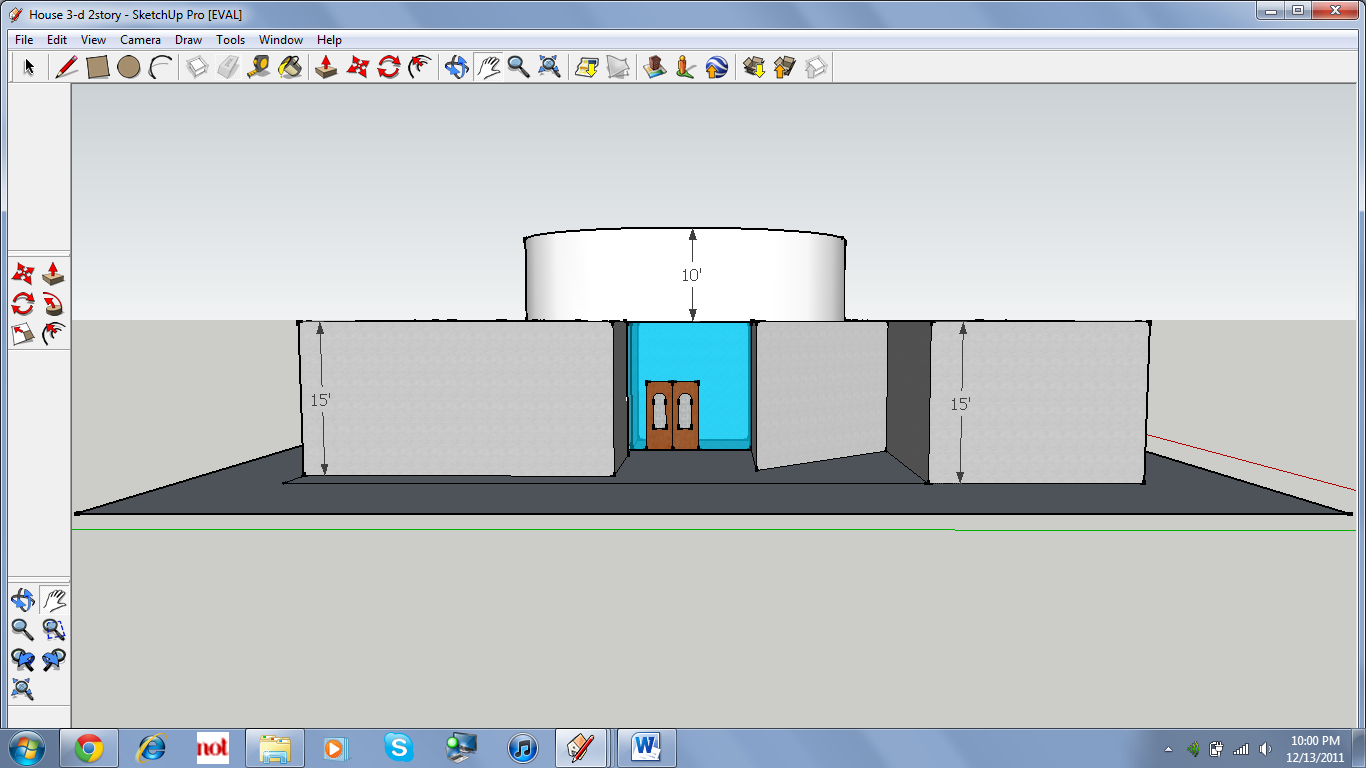 House 3-d 2story - SketchUp Pro [EVAL]
File Edit View Camera Draw Tools Window Help
10'
15'
15'
not
10:00 PM
12/13/2011